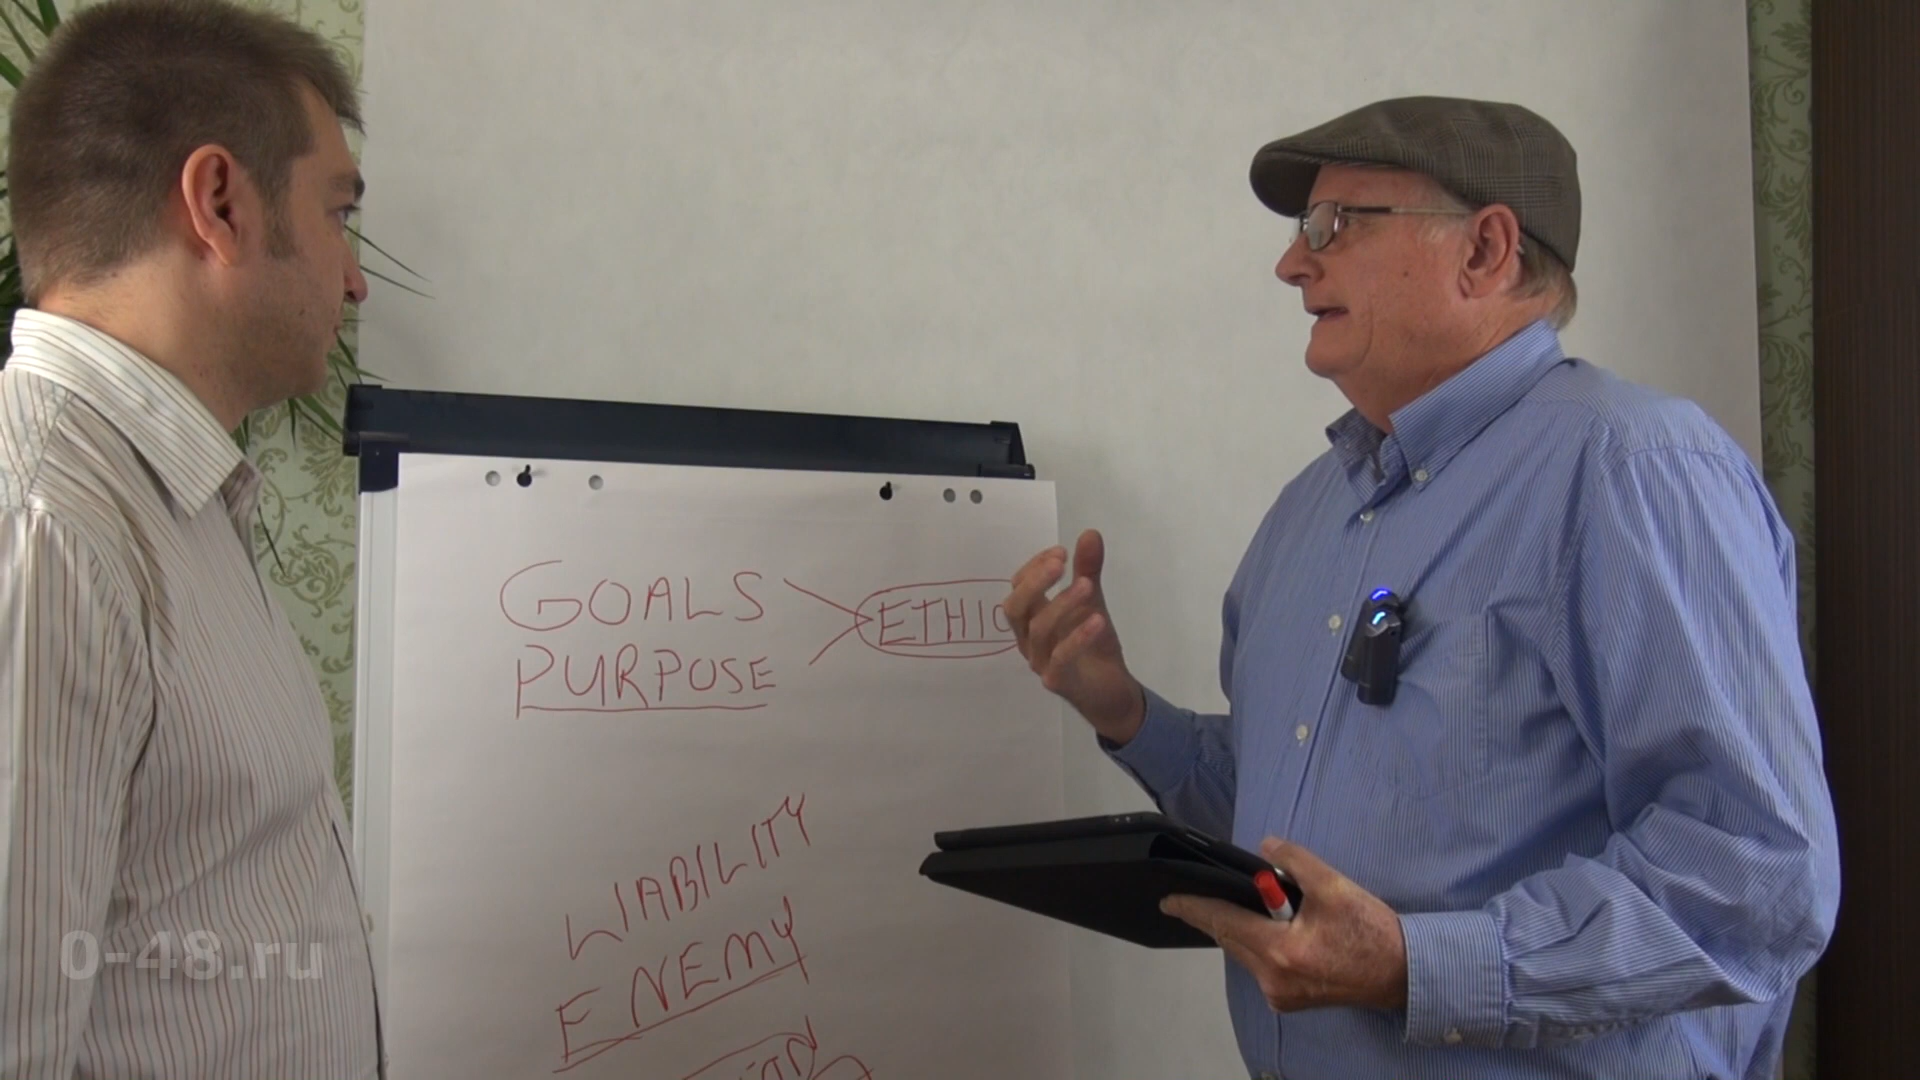 GOALS
PURPOSE
ETHIC
LIABILITY
ENEMY
0-48.ru